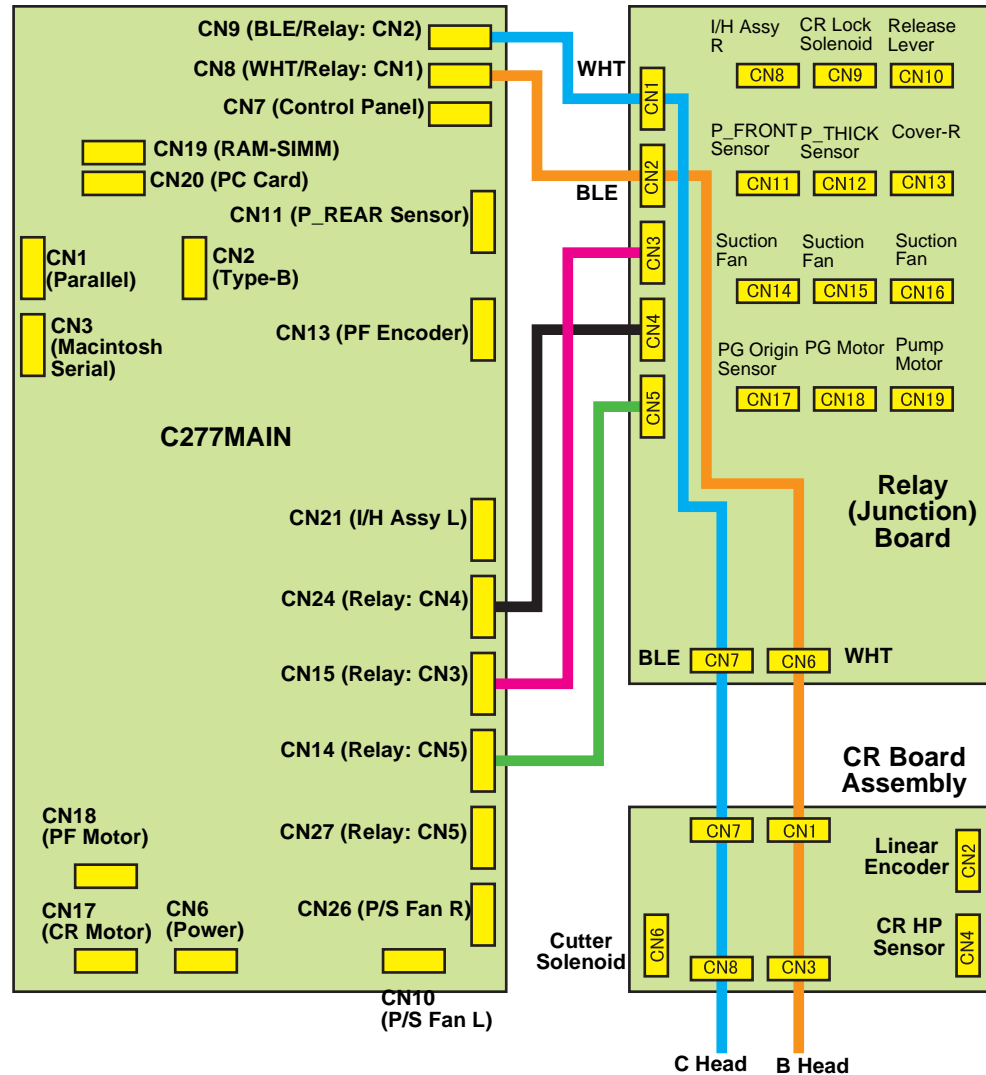 CN9 (BLE/Relay: CN2)
CN8 (WHT/Relay: CN1)
CN7 (Control Panel)
CN19 (RAM-SIMM)
CN20 (PC Card)
CN11 (P_REAR Sensor)
CN1
(Parallel)
CN2
(Type-B)
CN3
(Macintosh
Serial)
CN13 (PF Encoder)
C277MAIN
CN21 (I/H Assy L)
CN24 (Relay: CN4)
CN15 (Relay: CN3)
CN14 (Relay: CN5)
CN27 (Relay: CN5)
CN18
(PF Motor)
CN17
(CR Motor)
CN6
(Power)
CN26 (P/S Fan R)
CN10
(P/S Fan L)
WHT
BLE
CN1
CN2
CN3
CN4
CN5
I/H Assy
R
CN8
CR Lock
Solenoid
CN9
Release
Lever
CN10
P_FRONT
Sensor
CN11
P_THICK
Sensor
CN12
Cover-R
CN13
Suction
Fan
CN14
Suction
Fan
CN15
Suction
Fan
CN16
PG Origin
Sensor
CN17
PG Motor
CN18
Pump
Motor
CN19
Relay
(Junction)
Board
BLE
CN7
CN6
WHT
CR Board
Assembly
CN7
CN1
Linear
Encoder
CN2
Cutter
Solenoid
CN6
CN8
CN3
CR HP
Sensor
CN4
C Head
B Head